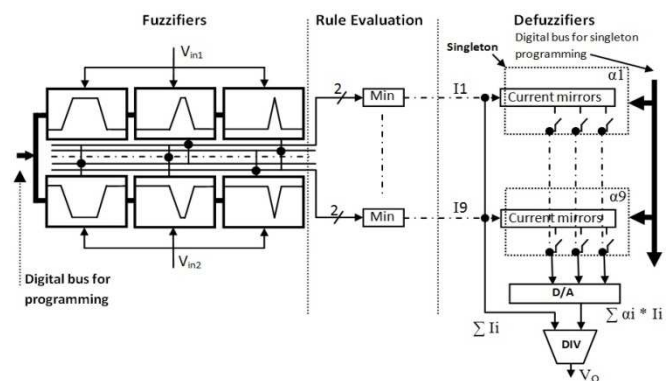 Fuzzifiers
Rule Evaluation
Defuzzifiers
Digital bus for singleton
programming
Singleton
Vin1
α1
2
Min
I1
Current mirrors
α9
2
Min
I9
Current mirrors
Vin2
Digital bus for
programming
D/A
∑ Ii
∑ αi * Ii
DIV
VO